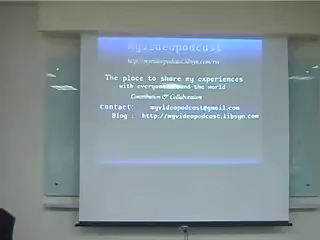 myvideopodcast
http://myvideopodcast.libsyn.com/rss
The place to share my experiences
with everyone around the world
Contribution & Collaboration
Contact: myvideopodcast@gmail.com
Blog : http://myvideopodcast.libsyn.com